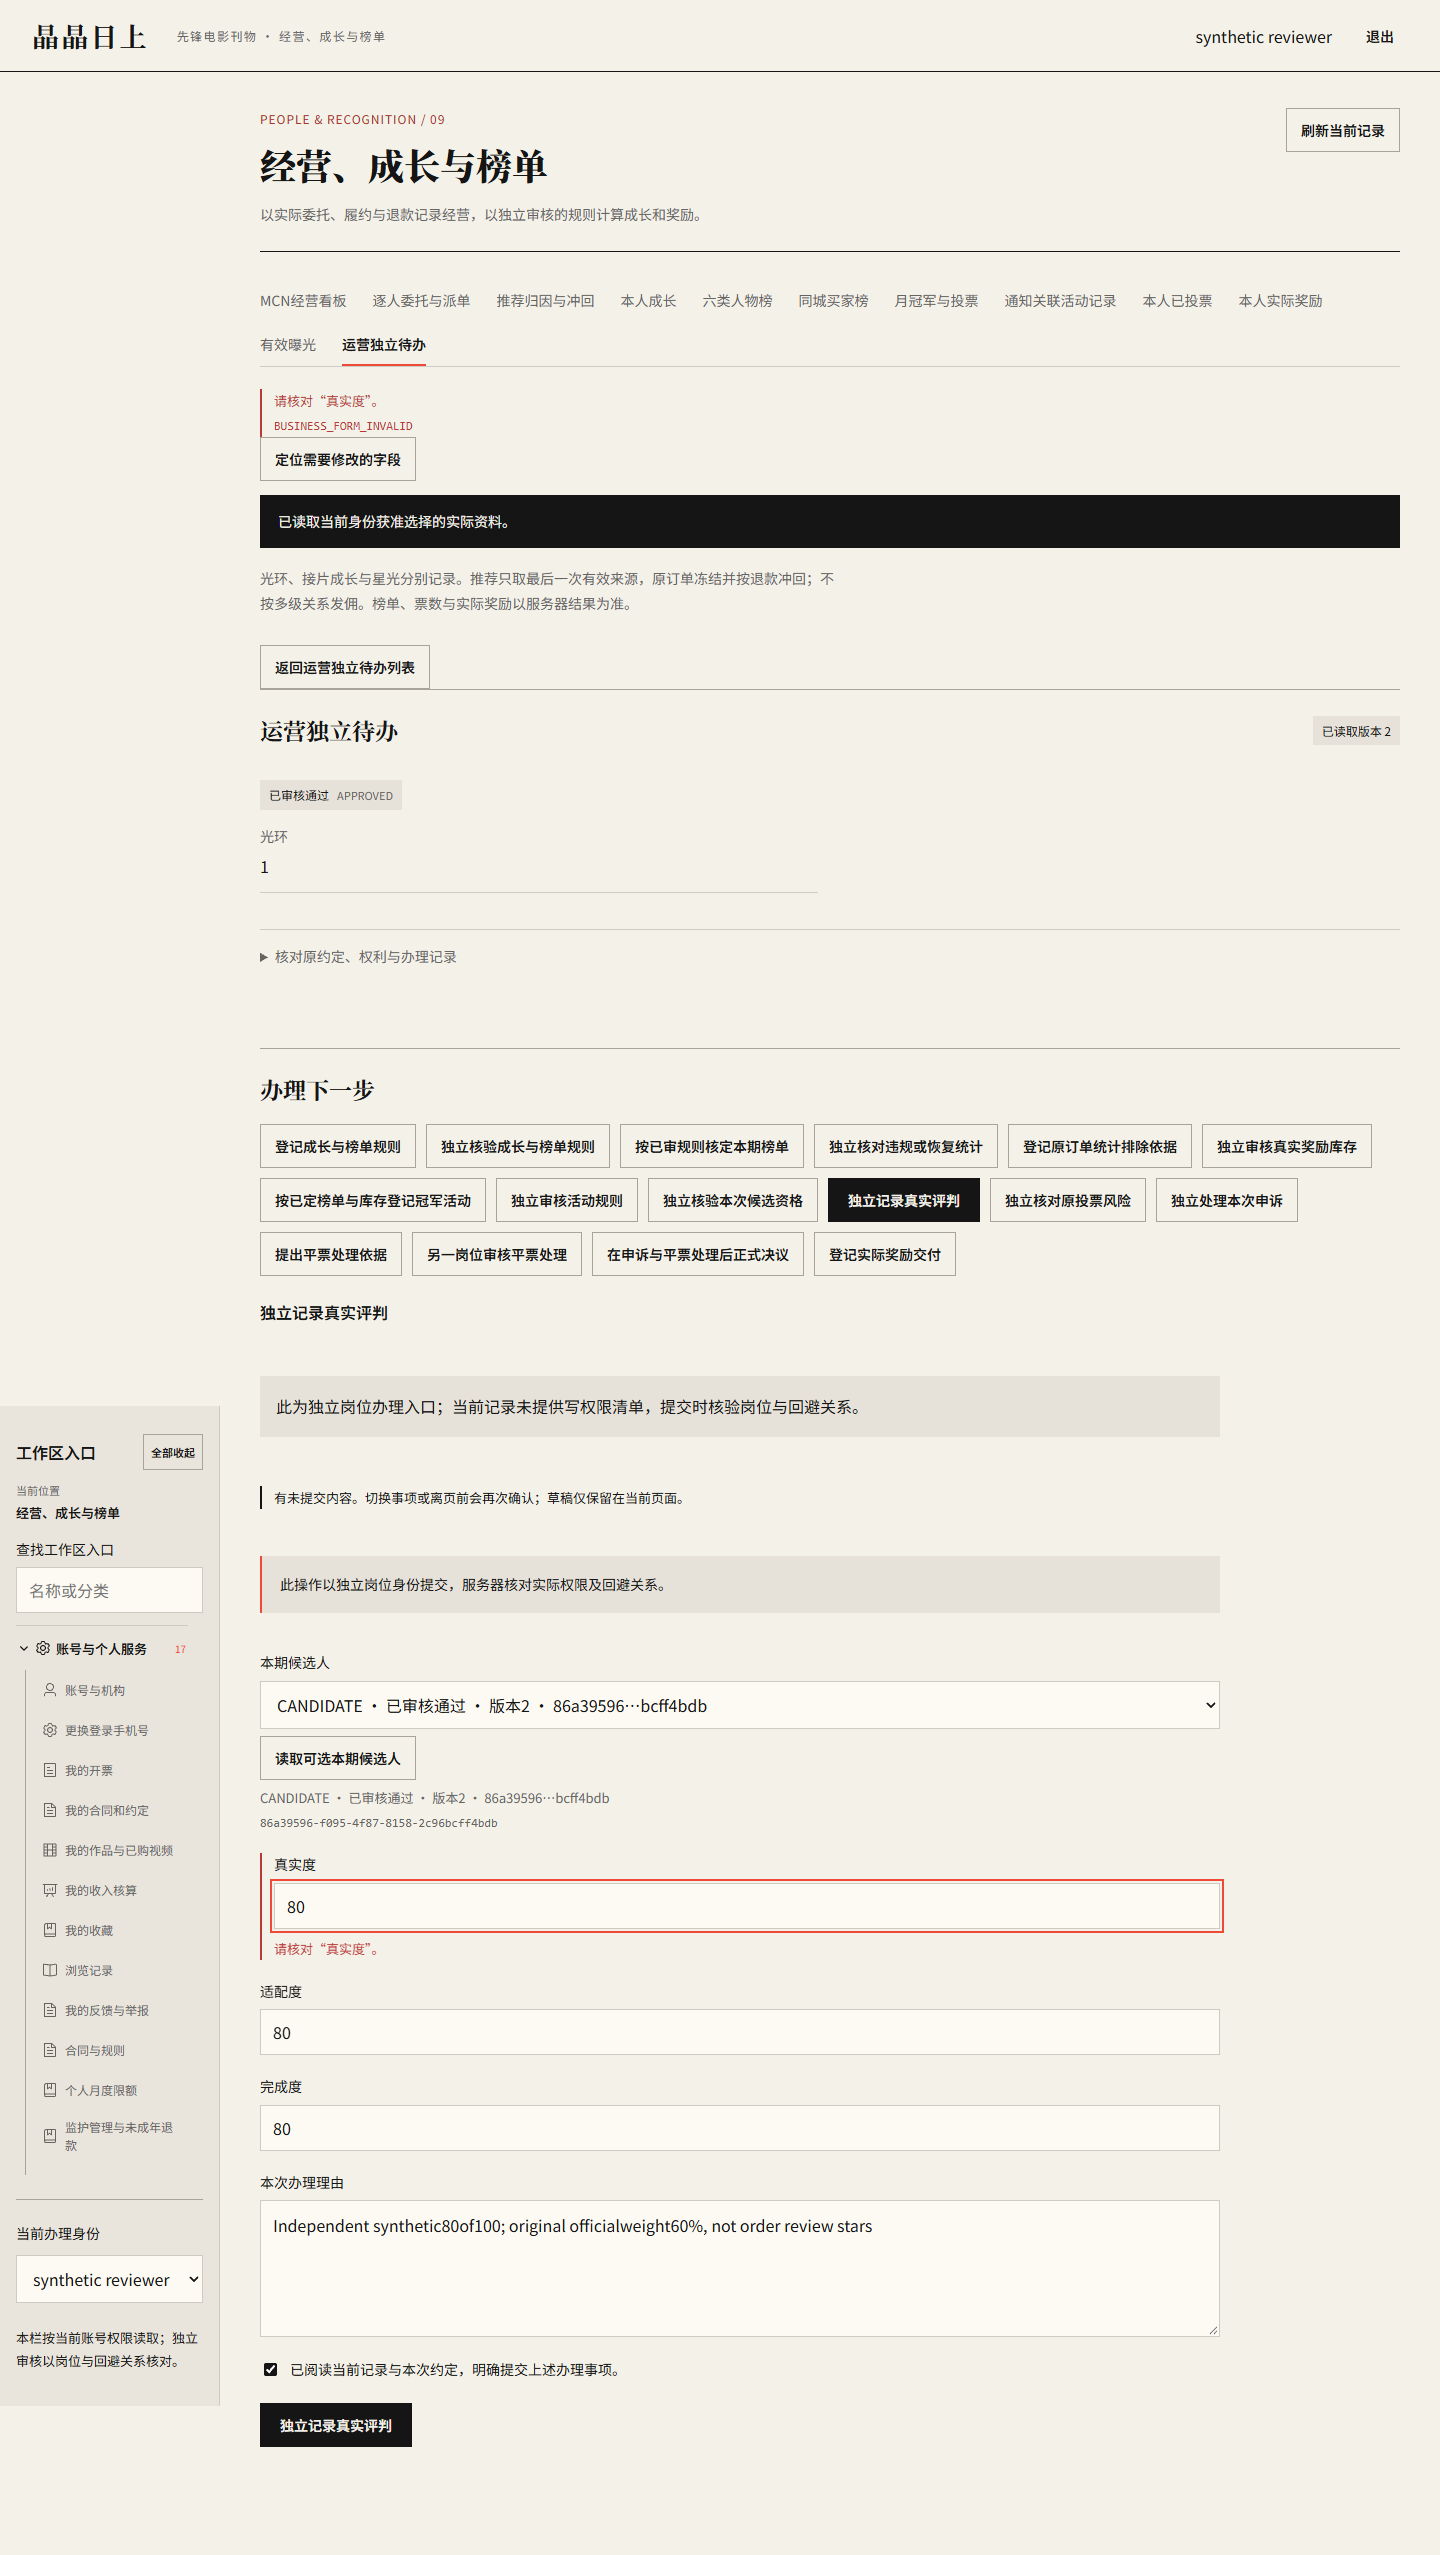 晶晶日上
先锋电影刊物 · 经营、成长与榜单
synthetic reviewer
退出
PEOPLE & RECOGNITION / 09
刷新当前记录
经营、成长与榜单
以实际委托、履约与退款记录经营，以独立审核的规则计算成长和奖励。
MCN经营看板 逐人委托与派单 推荐归因与冲回 本人成长 六类人物榜 同城买家榜 月冠军与投票 通知关联活动记录 本人已投票 本人实际奖励
有效曝光 运营独立待办
请核对“真实度”。
BUSINESS_FORM_INVALID
定位需要修改的字段
已读取当前身份获准选择的实际资料。
光环、接片成长与星光分别记录。推荐只取最后一次有效来源，原订单冻结并按退款冲回；不
按多级关系发佣。榜单、票数与实际奖励以服务器结果为准。
返回运营独立待办列表
运营独立待办
已读取版本 2
已审核通过 APPROVED
光环
1
核对原约定、权利与办理记录
办理下一步
登记成长与榜单规则 独立核验成长与榜单规则 按已审规则核定本期榜单 独立核对违规或恢复统计 登记原订单统计排除依据 独立审核真实奖励库存
按已定榜单与库存登记冠军活动 独立审核活动规则 独立核验本次候选资格 独立记录真实评判 独立核对原投票风险 独立处理本次申诉
提出平票处理依据 另一岗位审核平票处理 在申诉与平票处理后正式决议 登记实际奖励交付
独立记录真实评判
此为独立岗位办理入口；当前记录未提供写权限清单，提交时核验岗位与回避关系。
有未提交内容。切换事项或离页前会再次确认；草稿仅保留在当前页面。
此操作以独立岗位身份提交，服务器核对实际权限及回避关系。
本期候选人
CANDIDATE · 已审核通过 · 版本2 · 86a39596…bcff4bdb
读取可选本期候选人
CANDIDATE · 已审核通过 · 版本2 · 86a39596…bcff4bdb
86a39596-f095-4f87-8158-2c96bcff4bdb
真实度
80
请核对“真实度”。
适配度
80
完成度
80
本次办理理由
Independent synthetic80of100; original officialweight60%, not order review stars
已阅读当前记录与本次约定，明确提交上述办理事项。
独立记录真实评判
工作区入口
全部收起
当前位置
经营、成长与榜单
查找工作区入口
名称或分类
账号与个人服务 17
账号与机构
更换登录手机号
我的开票
我的合同和约定
我的作品与已购视频
我的收入核算
我的收藏
浏览记录
我的反馈与举报
合同与规则
个人月度限额
监护管理与未成年退
款
当前办理身份
synthetic reviewer
本栏按当前账号权限读取；独立
审核以岗位与回避关系核对。